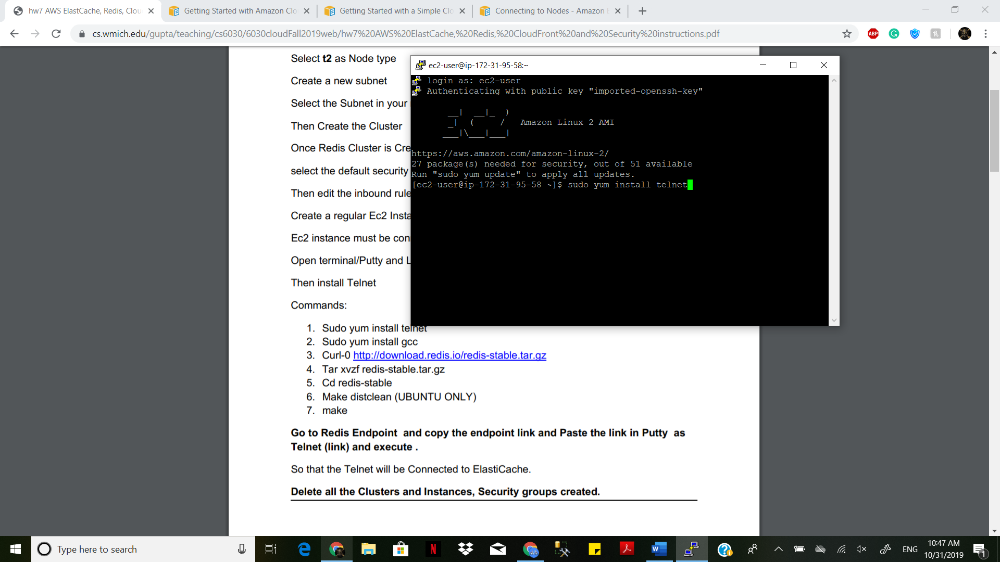 hw7 AWS ElastCache, Redis, Clou
Getting Started with Amazon Clo
Getting Started with a Simple Clo
Connecting to Nodes - Amazon E
cs.wmich.edu/gupta/teaching/cs6030/6030cloudFall2019web/hw7%20AWS%20ElastCache,%20Redis,%20CloudFront%20and%20Security%20instructions.pdf
ABP
Select t2 as Node type
Create a new subnet
Select the Subnet in your
Then Create the Cluster
Once Redis Cluster is Cre
select the default security
Then edit the inbound rule
Create a regular Ec2 Insta
Ec2 instance must be con
Open terminal/Putty and L
Then install Telnet
Commands:
1. Sudo yum install telnet
2. Sudo yum install gcc
3. Curl-0 http://download.redis.io/redis-stable.tar.gz
4. Tar xvzf redis-stable.tar.gz
5. Cd redis-stable
6. Make distclean (UBUNTU ONLY)
7. make
Go to Redis Endpoint  and copy the endpoint link and Paste the link in Putty  as
Telnet (link) and execute .
So that the Telnet will be Connected to ElastiCache.
Delete all the Clusters and Instances, Security groups created.
ec2-user@ip-172-31-95-58:~
login as: ec2-user
Authenticating with public key "imported-openssh-key"
__|  __|_  )
_|  (     /   Amazon Linux 2 AMI
___|\___|___|
https://aws.amazon.com/amazon-linux-2/
27 package(s) needed for security, out of 51 available
Run "sudo yum update" to apply all updates.
[ec2-user@ip-172-31-95-58 ~]$ sudo yum install telnet
Type here to search
ENG
10:47 AM
10/31/2019
1